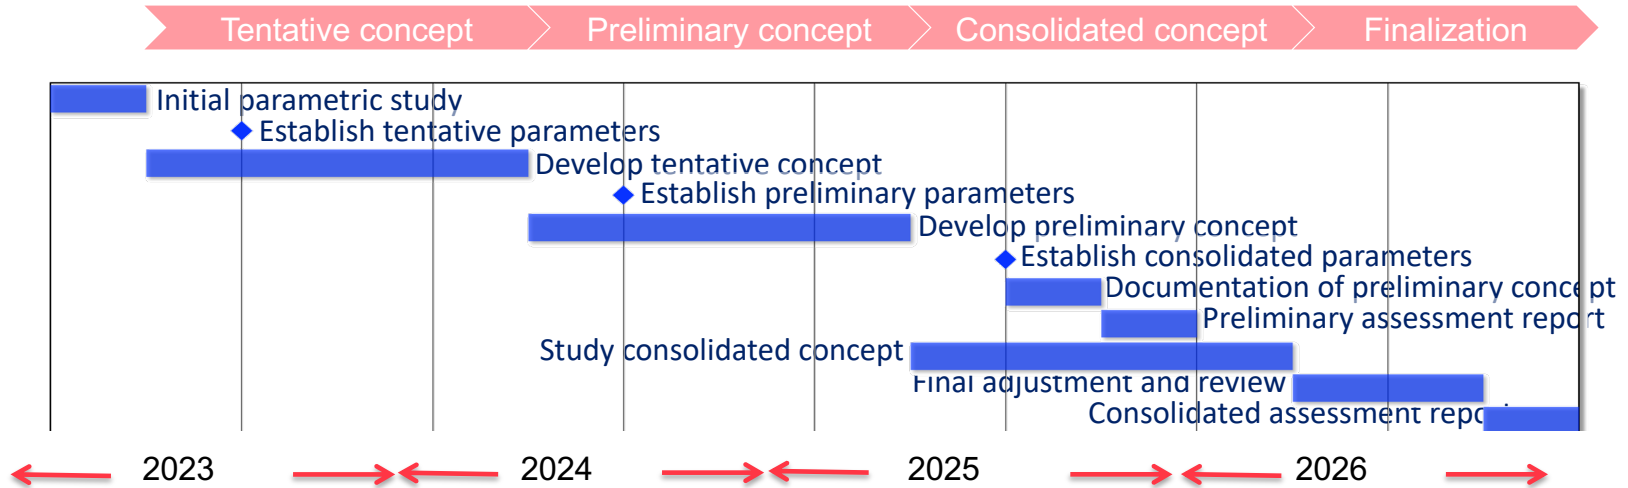 Tentative concept
Preliminary concept
Consolidated concept
Finalization
Initial parametric study
Establish tentative parameters
Develop tentative concept
Establish preliminary parameters
Develop preliminary concept
Establish consolidated parameters
Documentation of preliminary concept
Preliminary assessment report
Study consolidated concept
Final adjustment and review
Consolidated assessment report
2023
2024
2025
2026